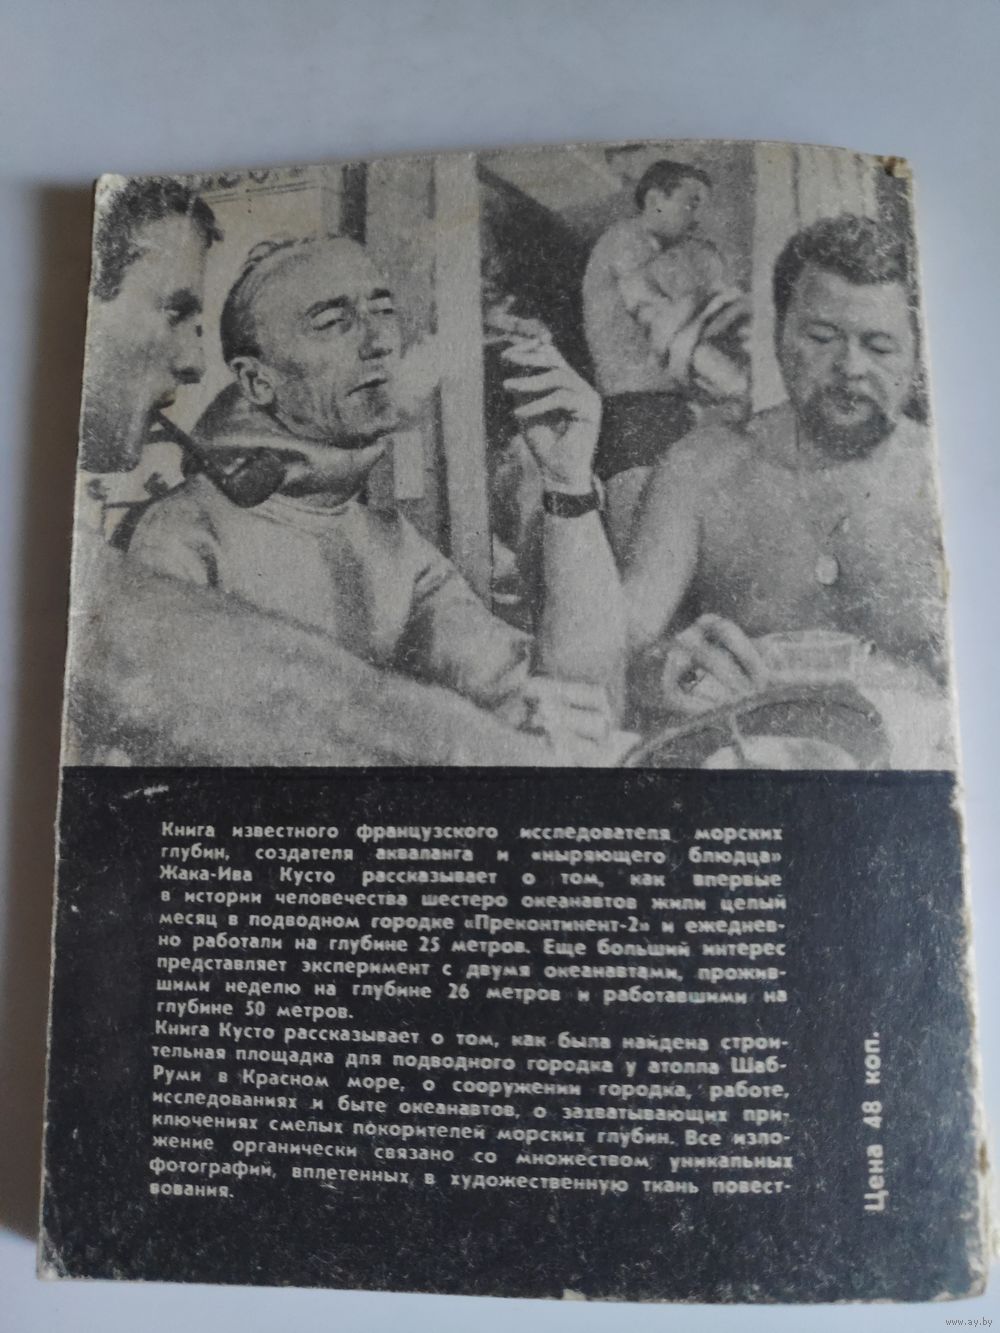 Книга известного французского исследователя морских
глубин, создателя акваланга и «ныряющего блюдца»
Жака-Ива Кусто рассказывает о том, как впервые
в истории человечества шестеро океанавтов жили целый
месяц в подводном городке «Преконтинент-2» и ежеднев-
но работали на глубине 25 метров. Еще больший интерес
представляет эксперимент с двумя океанавтами, прожив-
шими неделю на глубине 26 метров и работавшими на
глубине 50 метров.
Книга Кусто рассказывает о том, как была найдена строи-
тельная площадка для подводного городка у атолла Шаб-
Руми в Красном море, о сооружении городка, работе,
исследованиях и быте океанавтов, о захватывающих при-
ключениях смелых покорителей морских глубин. Все изло-
жение органически связано со множеством уникальных
фотографий, вплетенных в художественную ткань повест-
вования.
Цена 48 коп.
www.ay.by